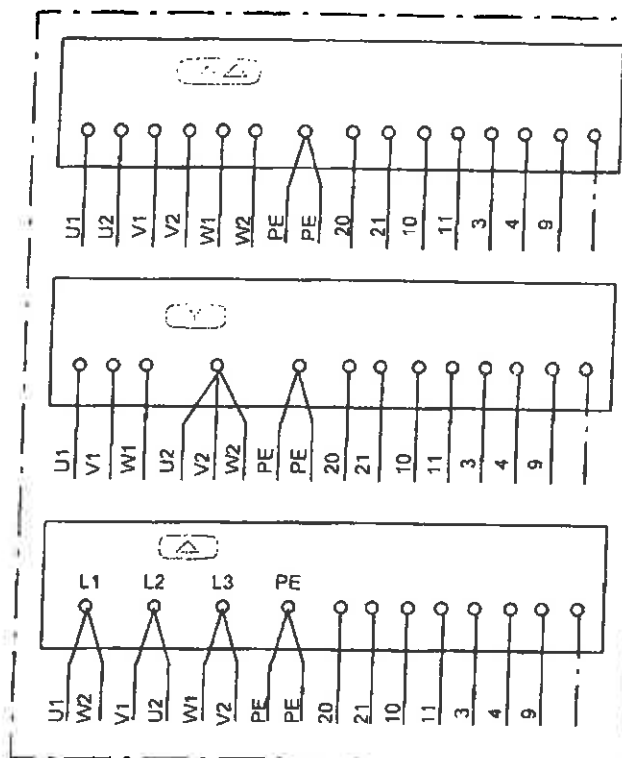 U1 U2 V1 V2 W1 W2 PE PE 20 21 10 11 3 4 9
Y
U1 V1 W1 U2 V2 W2 PE PE 20 21 10 11 3 4 9
L1 L2 L3 PE
U1 W2 V1 U2 W1 V2 PE PE 20 21 10 11 3 4 9